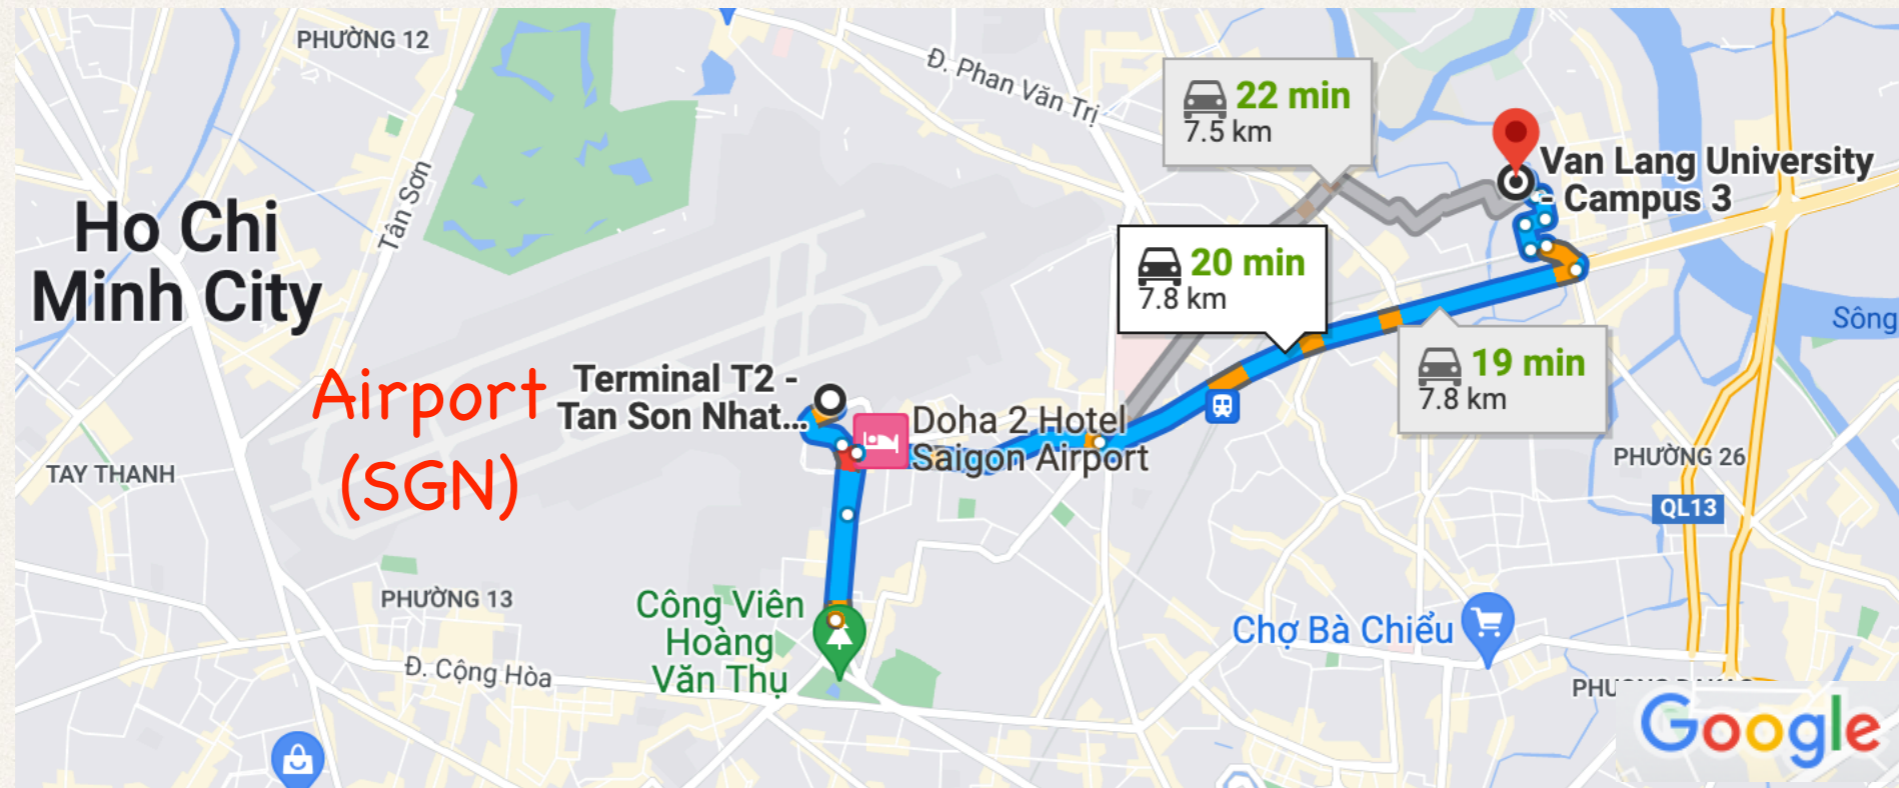 PHƯỜNG 12
Đ. Phan Văn Trị
22 min
7.5 km
Van Lang University
- Campus 3
Tân Sơn
Ho Chi
Minh City
20 min
7.8 km
Sông
19 min
7.8 km
Airport
(SGN)
Terminal T2 -
Tan Son Nhat...
Doha 2 Hotel
Saigon Airport
TAY THANH
PHƯỜNG 26
QL13
PHƯỜNG 13
Công Viên
Hoàng
Văn Thụ
Chợ Bà Chiểu
Đ. Cộng Hòa
Google